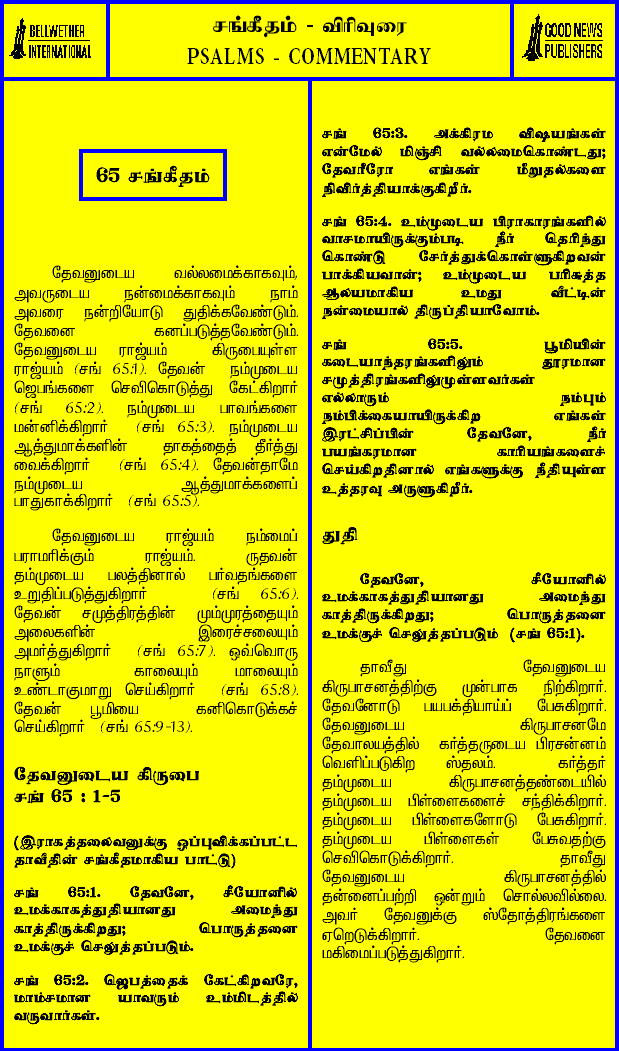 BELLWETHER
INTERNATIONAL
சங்கீதம் - விரிவுரை
PSALMS - COMMENTARY
GOOD NEWS
PUBLISHERS
65 சங்கீதம்
தேவனுடைய வல்லமைக்காகவும்,
அவருடைய நன்மைக்காகவும் நாம்
அவரை நன்றியோடு துதிக்கவேண்டும்.
தேவனை கனப்படுத்தவேண்டும்.
தேவனுடைய ராஜ்யம் கிருபையுள்ள
ராஜ்யம் (சங் 65:1). தேவன் நம்முடைய
ஜெபங்களை செவிகொடுத்து கேட்கிறார்
(சங் 65:2). நம்முடைய பாவங்களை
மன்னிக்கிறார் (சங் 65:3). நம்முடைய
ஆத்துமாக்களின் தாகத்தைத் தீர்த்து
வைக்கிறார் (சங் 65:4). தேவன்தாமே
நம்முடைய ஆத்துமாக்களைப்
பாதுகாக்கிறார் (சங் 65:5).
தேவனுடைய ராஜ்யம் நம்மைப்
பராமரிக்கும் ராஜ்யம். ருதவன்
தம்முடைய பலத்தினால் பர்வதங்களை
உறுதிப்படுத்துகிறார் (சங் 65:6).
தேவன் சமுத்திரத்தின் மும்முரத்தையும்
அலைகளின் இரைச்சலையும்
அமர்த்துகிறார் (சங் 65:7). ஒவ்வொரு
நாளும் காலையும் மாலையும்
உண்டாகுமாறு செய்கிறார் (சங் 65:8).
தேவன் பூமியை கனிகொடுக்கச்
செய்கிறார் (சங் 65:9-13).
தேவனுடைய கிருபை
சங் 65 : 1-5
(இராகத்தலைவனுக்கு ஒப்புவிக்கப்பட்ட
தாவீதின் சங்கீதமாகிய பாட்டு)
சங் 65:1. தேவனே, சீயோனில்
உமக்காகத்துதியானது அமைந்து
காத்திருக்கிறது; பொருத்தனை
உமக்குச் செலுத்தப்படும்.
சங் 65:2. ஜெபத்தைக் கேட்கிறவரே,
மாம்சமான யாவரும் உம்மிடத்தில்
வருவார்கள்.
சங் 65:3. அக்கிரம விஷயங்கள்
என்மேல் மிஞ்சி வல்லமைகொண்டது;
தேவரீரோ எங்கள் மீறுதல்களை
நிவிர்த்தியாக்குகிறீர்.
சங் 65:4. உம்முடைய பிராகாரங்களில்
வாசமாயிருக்கும்படி நீர் தெரிந்து
கொண்டு சேர்த்துக்கொள்ளுகிறவன்
பாக்கியவான்; உம்முடைய பரிசுத்த
ஆலயமாகிய உமது வீட்டின்
நன்மையால் திருப்தியாவோம்.
சங் 65:5. பூமியின்
கடையாந்தரங்களிலும் தூரமான
சமுத்திரங்களிலுமுள்ளவர்கள்
எல்லாரும் நம்பும்
நம்பிக்கையாயிருக்கிற எங்கள்
இரட்சிப்பின் தேவனே, நீர்
பயங்கரமான காரியங்களைச்
செய்கிறதினால் எங்களுக்கு நீதியுள்ள
உத்தரவு அருளுகிறீர்.
துதி
தேவனே, சீயோனில்
உமக்காகத்துதியானது அமைந்து
காத்திருக்கிறது; பொருத்தனை
உமக்குச் செலுத்தப்படும் (சங் 65:1).
தாவீது தேவனுடைய
கிருபாசனத்திற்கு முன்பாக நிற்கிறார்.
தேவனோடு பயபக்தியாய்ப் பேசுகிறார்.
தேவனுடைய கிருபாசனமே
தேவாலயத்தில் கர்த்தருடைய பிரசன்னம்
வெளிப்படுகிற ஸ்தலம். கர்த்தர்
தம்முடைய கிருபாசனத்தண்டையில்
தம்முடைய பிள்ளைகளைச் சந்திக்கிறார்.
தம்முடைய பிள்ளைகளோடு பேசுகிறார்.
தம்முடைய பிள்ளைகள் பேசுவதற்கு
செவிகொடுக்கிறார். தாவீது
தேவனுடைய கிருபாசனத்தில்
தன்னைப்பற்றி ஒன்றும் சொல்லவில்லை.
அவர் தேவனுக்கு ஸ்தோத்திரங்களை
ஏறெடுக்கிறார். தேவனை
மகிமைப்படுத்துகிறார்.